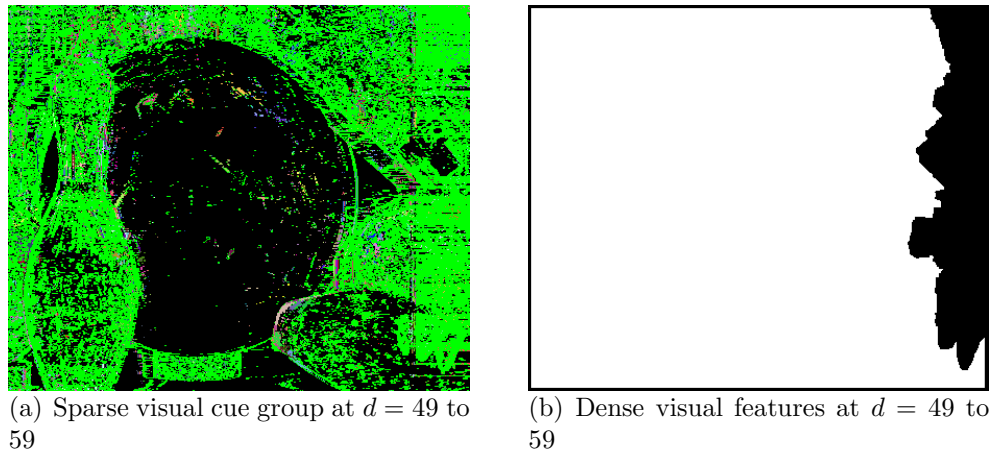 (a) Sparse visual cue group at d = 49 to
59
(b) Dense visual features at d = 49 to
59